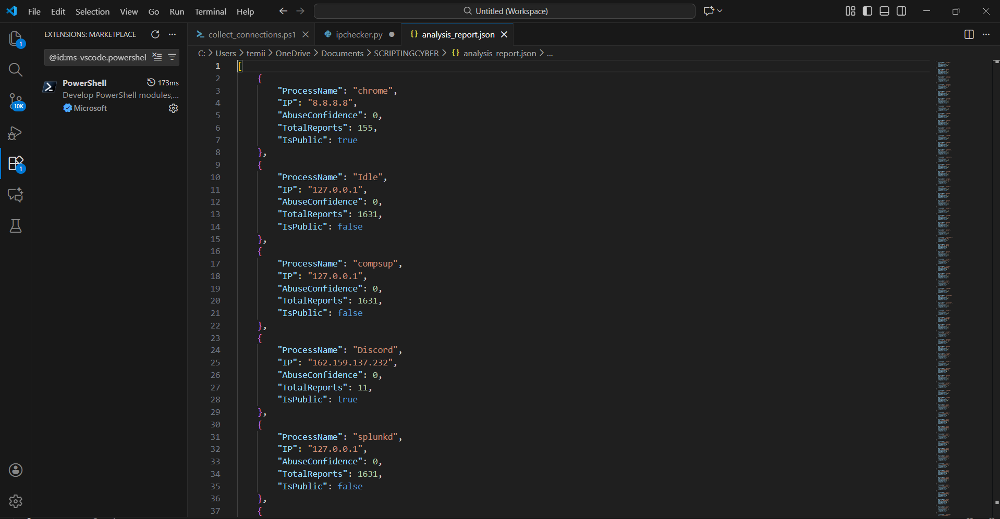 File Edit Selection View Go Run Terminal Help
Untitled (Workspace)
EXTENSIONS: MARKETPLACE
@id:ms-vscode.powershel
PowerShell 173ms
Develop PowerShell modules,...
Microsoft
1
10K
1
collect_connections.ps1
ipchecker.py
{} analysis_report.json
C: > Users > temii > OneDrive > Documents > SCRIPTINGCYBER > {} analysis_report.json > ...
1 [
2 {
3 "ProcessName": "chrome",
4 "IP": "8.8.8.8",
5 "AbuseConfidence": 0,
6 "TotalReports": 155,
7 "IsPublic": true
8 },
9 {
10 "ProcessName": "Idle",
11 "IP": "127.0.0.1",
12 "AbuseConfidence": 0,
13 "TotalReports": 1631,
14 "IsPublic": false
15 },
16 {
17 "ProcessName": "compsup",
18 "IP": "127.0.0.1",
19 "AbuseConfidence": 0,
20 "TotalReports": 1631,
21 "IsPublic": false
22 },
23 {
24 "ProcessName": "Discord",
25 "IP": "162.159.137.232",
26 "AbuseConfidence": 0,
27 "TotalReports": 11,
28 "IsPublic": true
29 },
30 {
31 "ProcessName": "splunkd",
32 "IP": "127.0.0.1",
33 "AbuseConfidence": 0,
34 "TotalReports": 1631,
35 "IsPublic": false
36 },
37 {